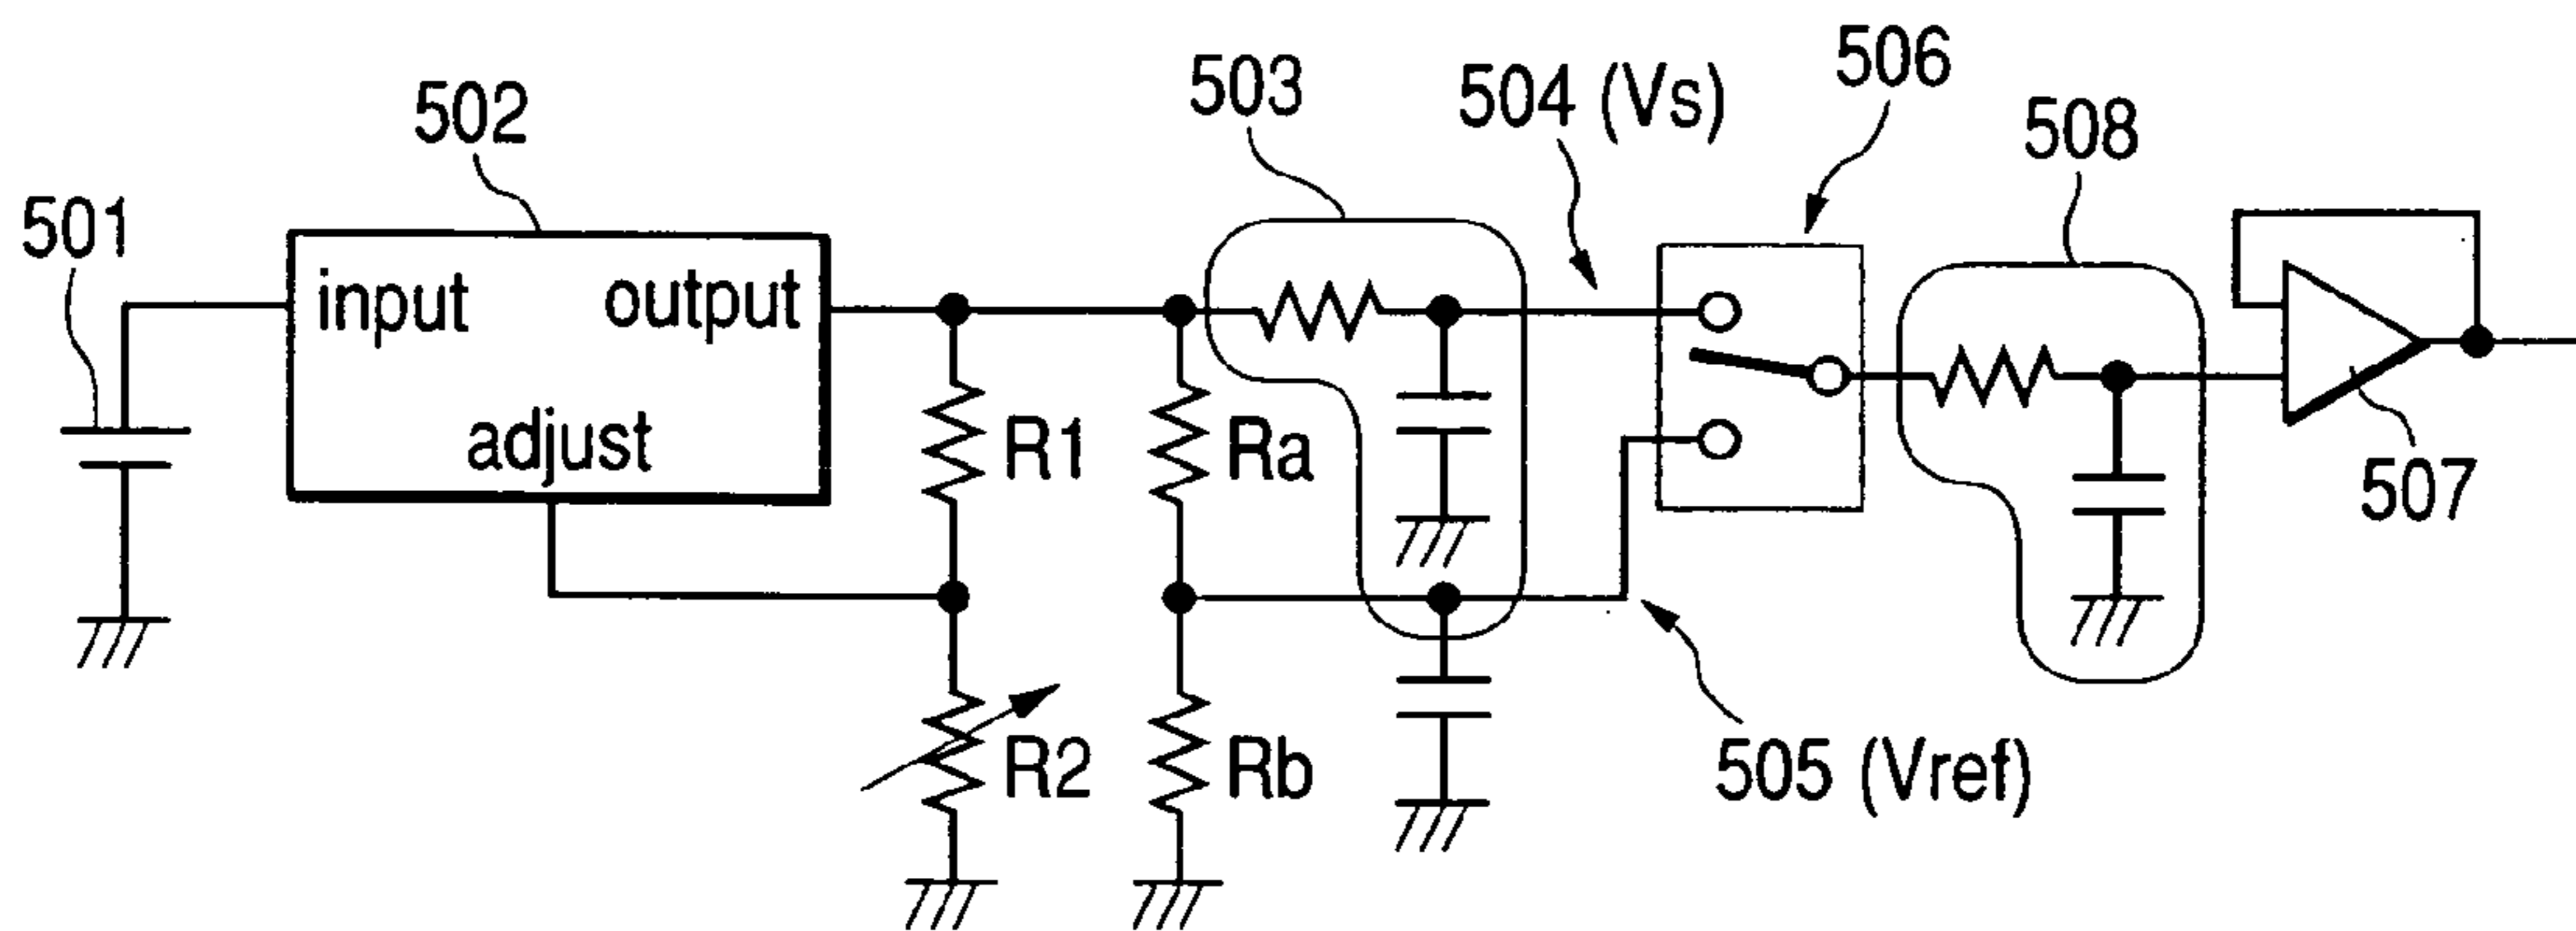 501
502
503
504 (Vs)
506
508
input
output
adjust
R1
Ra
507
R2
Rb
505 (Vref)